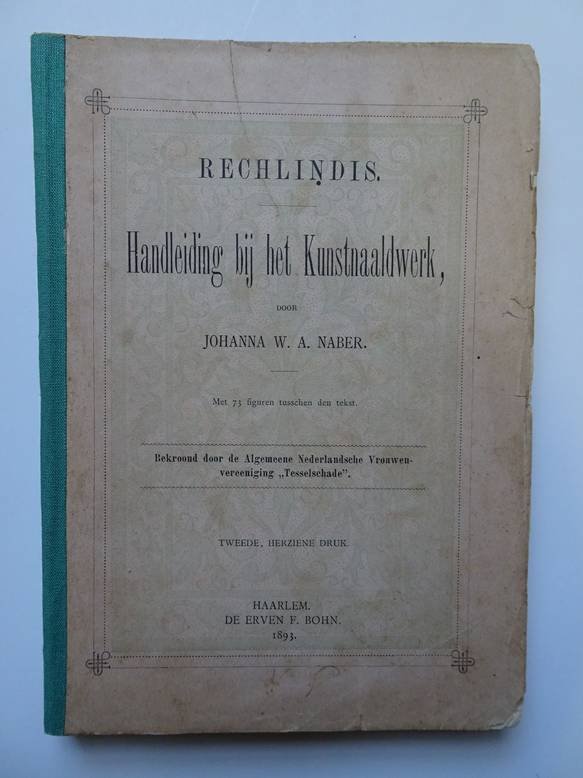 RECHLINDIS.
Handleiding bij het Kunstnaaldwerk,
DOOR
JOHANNA W. A. NABER.
Met 73 figuren tusschen den tekst.
Bekroond door de Algemeene Nederlandsche Vrouwen-
vereeniging „Tesselschade”.
TWEEDE, HERZIENE DRUK.
HAARLEM.
DE ERVEN F. BOHN.
1893.